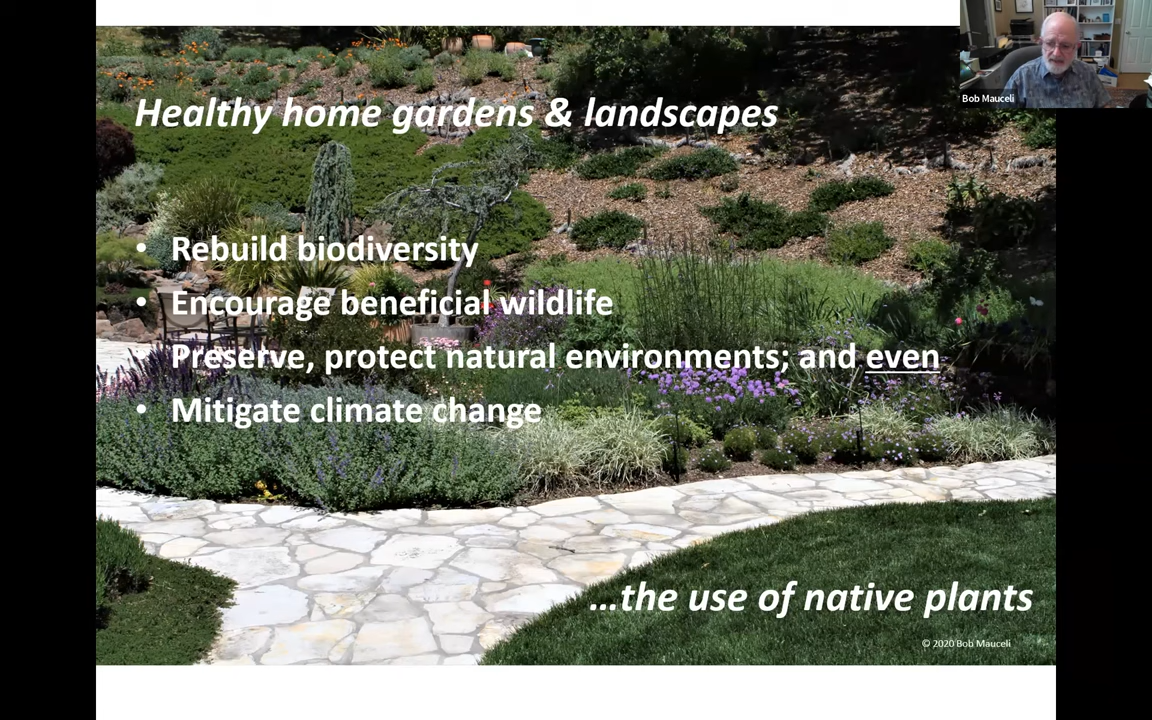 Bob Mauceli
Healthy home gardens & landscapes
• Rebuild biodiversity
• Encourage beneficial wildlife
• Preserve, protect natural environments; and even
• Mitigate climate change
...the use of native plants
© 2020 Bob Mauceli